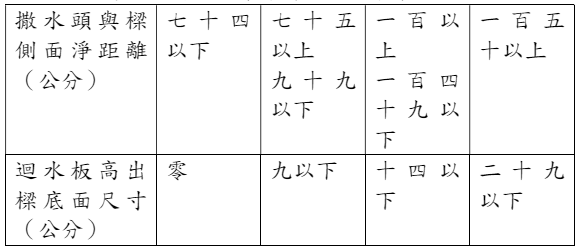 撒水頭與樑側面淨距離（公分）
七十四以下
七十五以上
九十九以下
一百以上
一百四十九以下
一百五十以上
迴水板高出樑底面尺寸（公分）
零
九以下
十四以下
二十九以下